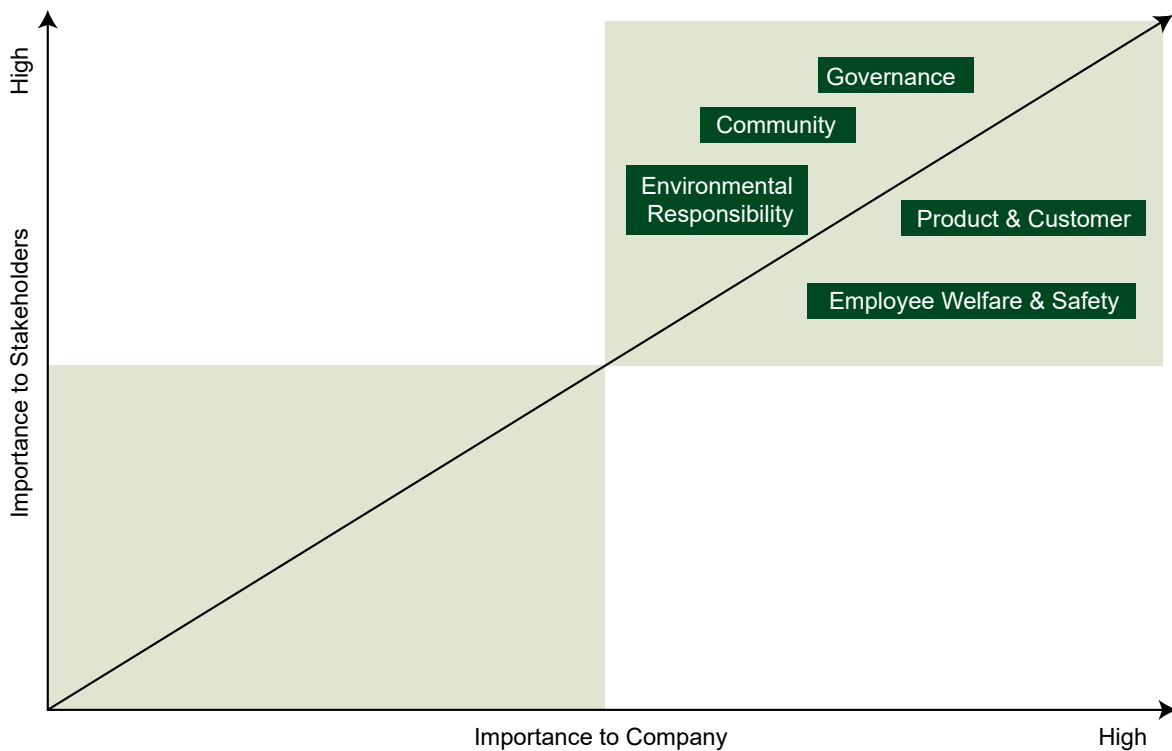 High
Importance to Stakeholders
Governance
Community
Environmental
Responsibility
Product & Customer
Employee Welfare & Safety
Importance to Company
High